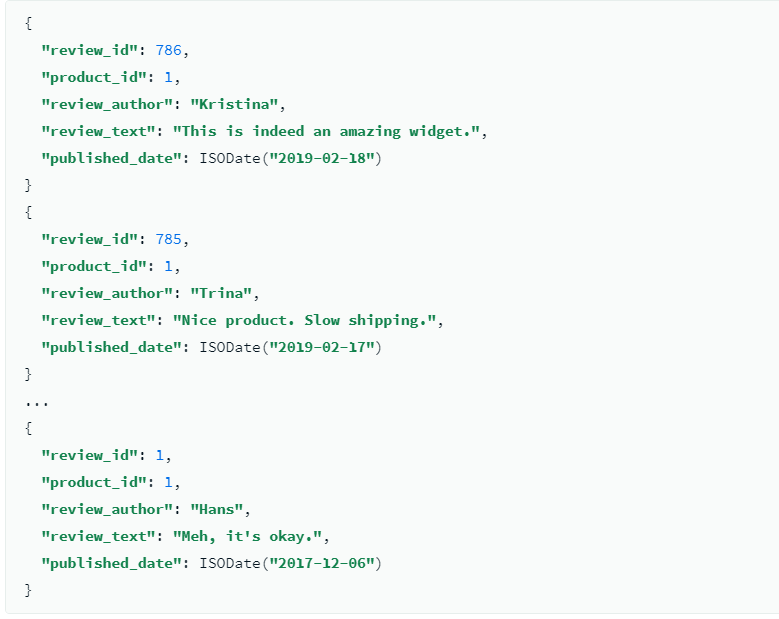 {
"review_id": 786,
"product_id": 1,
"review_author": "Kristina",
"review_text": "This is indeed an amazing widget.",
"published_date": ISODate("2019-02-18")
}
{
"review_id": 785,
"product_id": 1,
"review_author": "Trina",
"review_text": "Nice product. Slow shipping.",
"published_date": ISODate("2019-02-17")
}
...
{
"review_id": 1,
"product_id": 1,
"review_author": "Hans",
"review_text": "Meh, it's okay.",
"published_date": ISODate("2017-12-06")
}